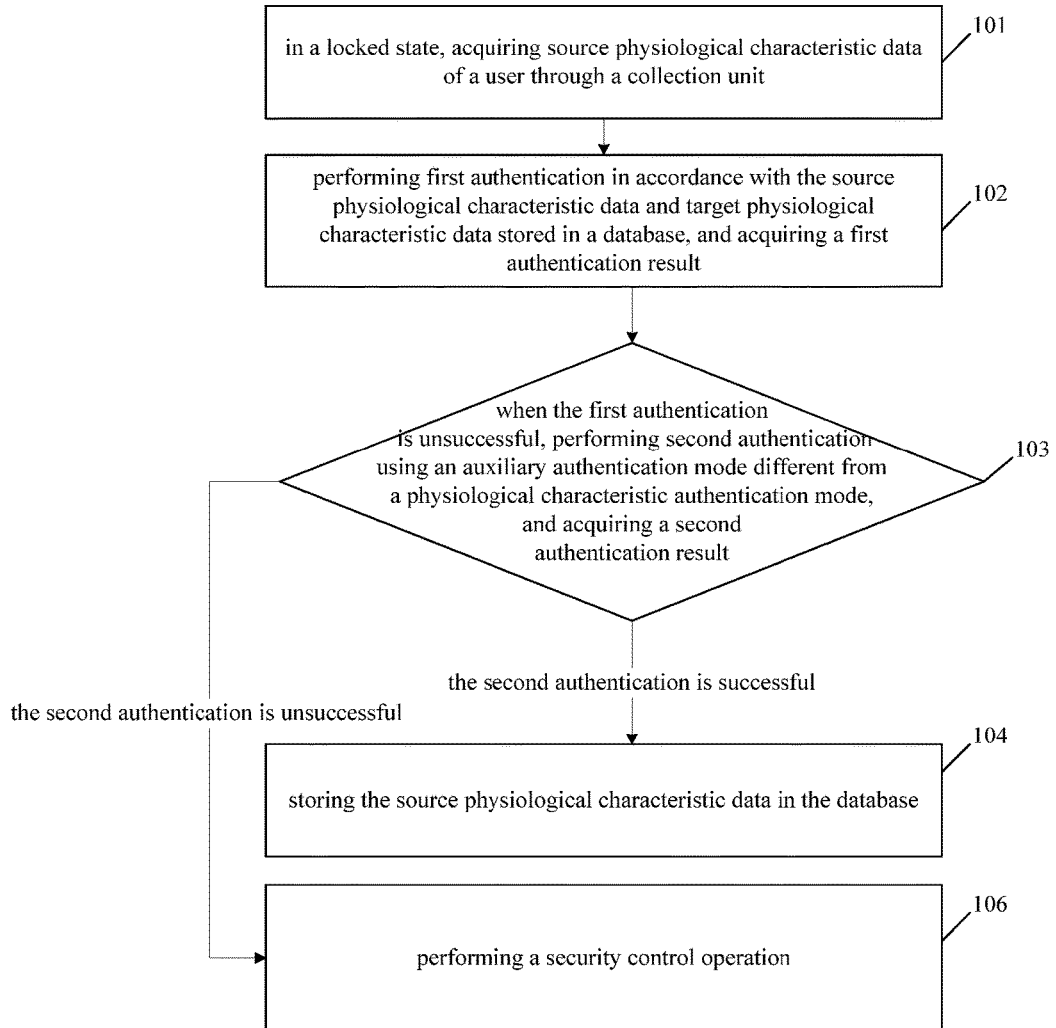 in a locked state, acquiring source physiological characteristic data
of a user through a collection unit
101
performing first authentication in accordance with the source
physiological characteristic data and target physiological
characteristic data stored in a database, and acquiring a first
authentication result
102
when the first authentication
is unsuccessful, performing second authentication
using an auxiliary authentication mode different from
a physiological characteristic authentication mode,
and acquiring a second
authentication result
103
the second authentication is successful
the second authentication is unsuccessful
104
storing the source physiological characteristic data in the database
106
performing a security control operation